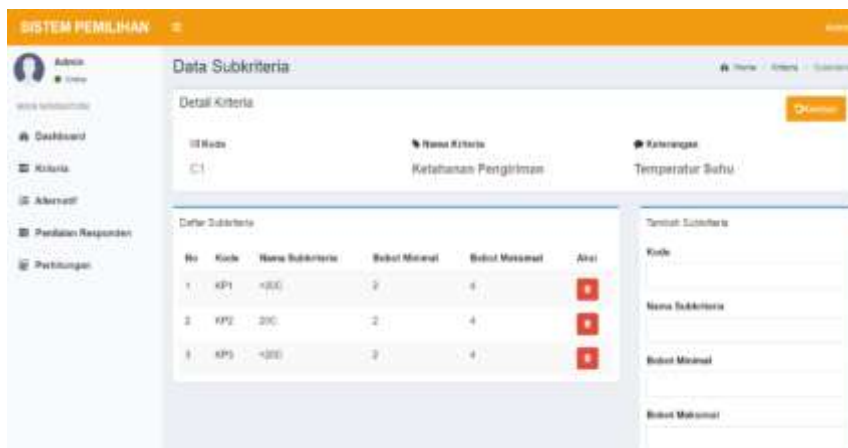 SISTEM PEMILIHAN
Admin
Online
Dashboard
Kriteria
Alternatif
Penilaian Responden
Perhitungan
Data Subkriteria
Home / Kriteria /
Detail Kriteria
Kode
C1
Nama Kriteria
Ketahanan Pengiriman
Keterangan
Temperatur Suhu
Daftar Subkriteria
No Kode Nama Subkriteria Bobot Minimal Bobot Maksimal Aksi
1 KP1 2 4
2 KP2 2 4
3 KP3 2 4
Tambah Subkriteria
Kode
Nama Subkriteria
Bobot Minimal
Bobot Maksimal